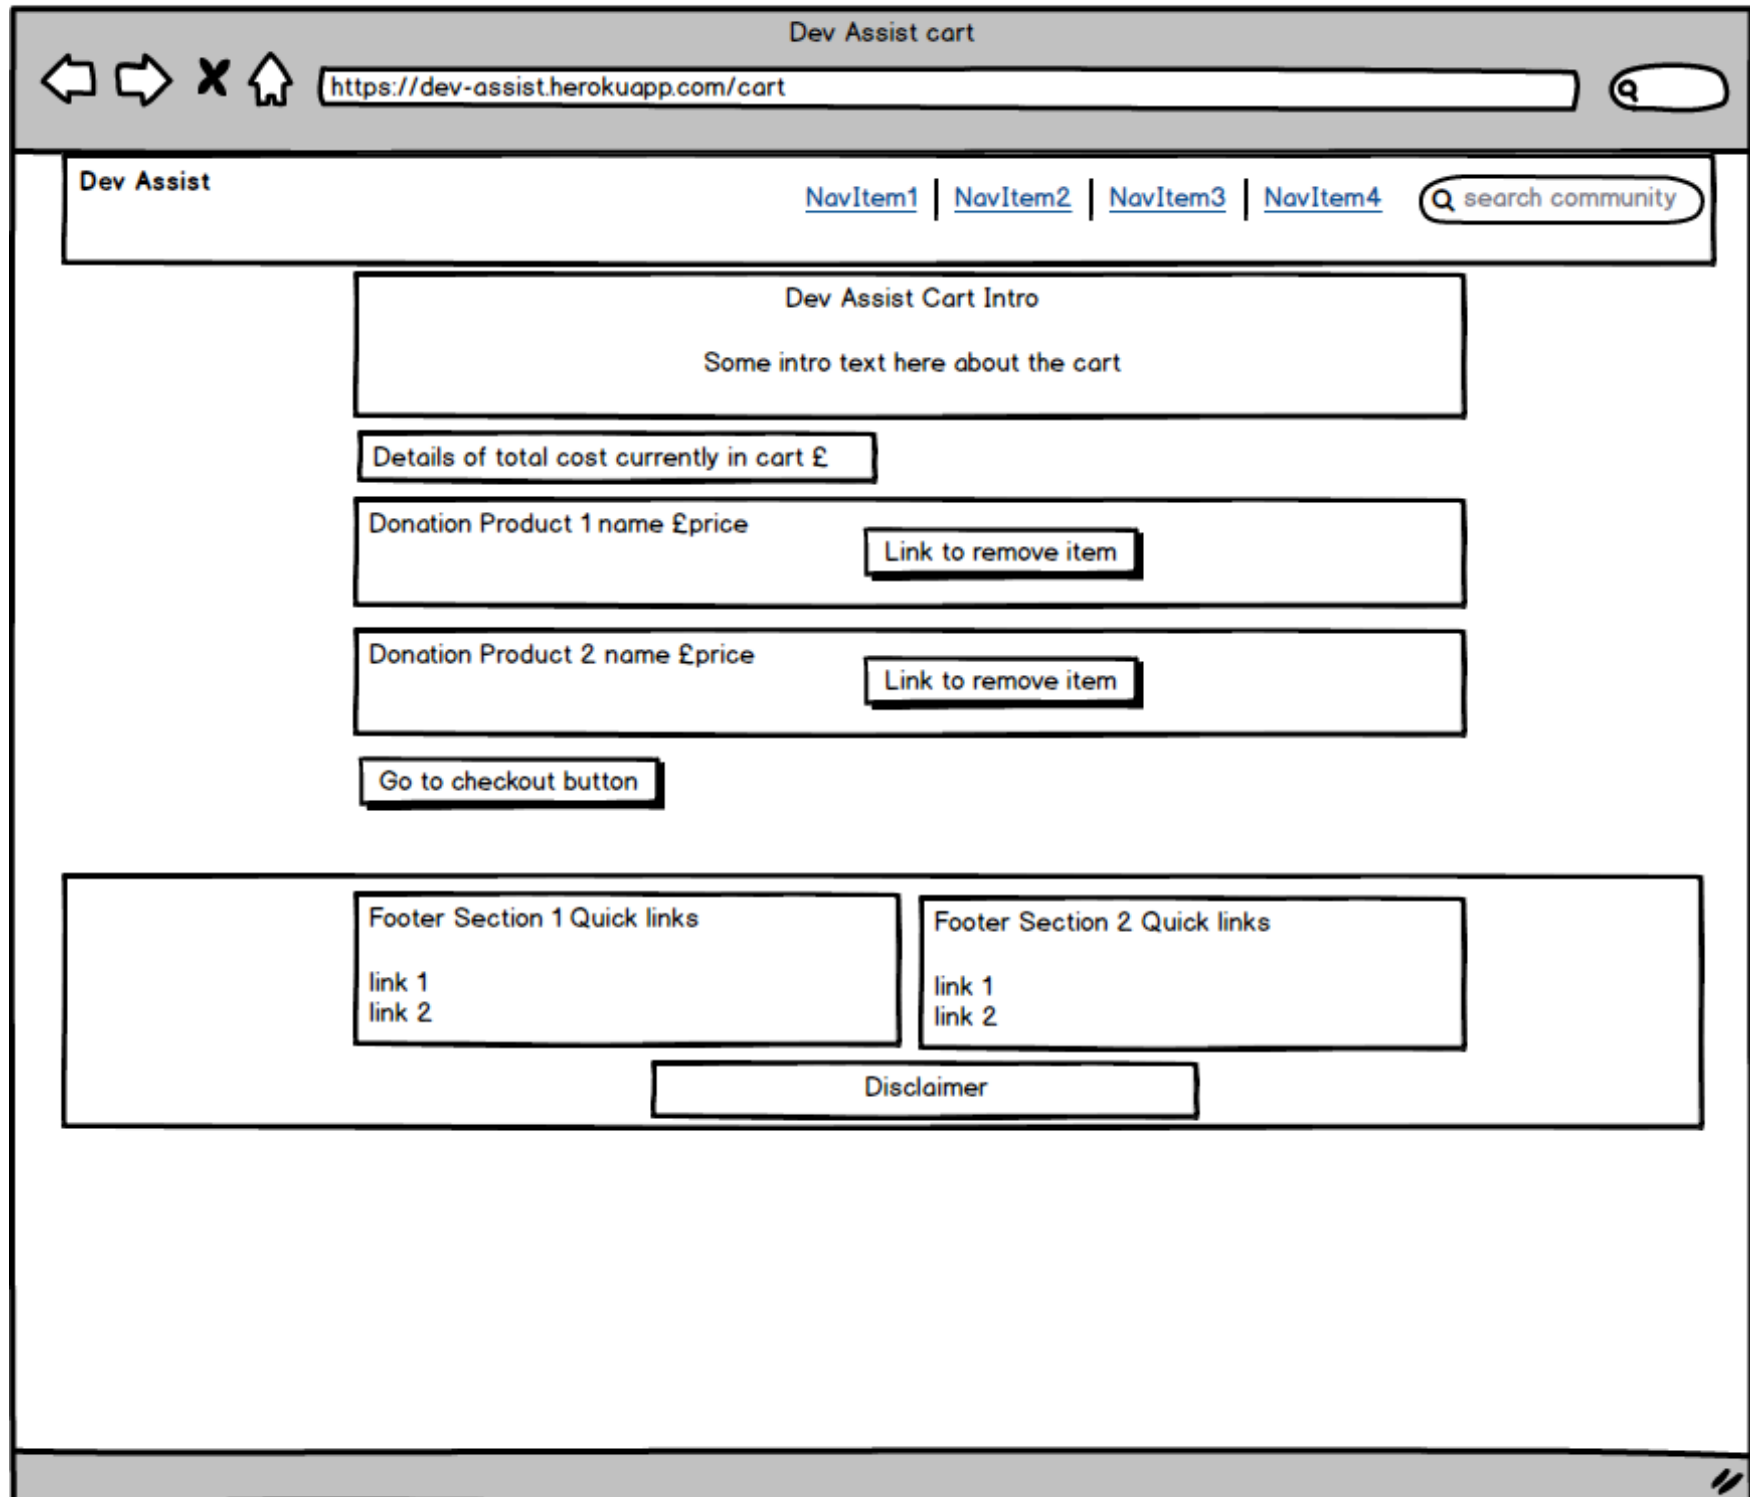 Dev Assist cart
https://dev-assist.herokuapp.com/cart
Dev Assist
NavItem1 NavItem2 NavItem3 NavItem4 search community
Dev Assist Cart Intro
Some intro text here about the cart
Details of total cost currently in cart £
Donation Product 1 name £price
Link to remove item
Donation Product 2 name £price
Link to remove item
Go to checkout button
Footer Section 1 Quick links
link 1
link 2
Footer Section 2 Quick links
link 1
link 2
Disclaimer